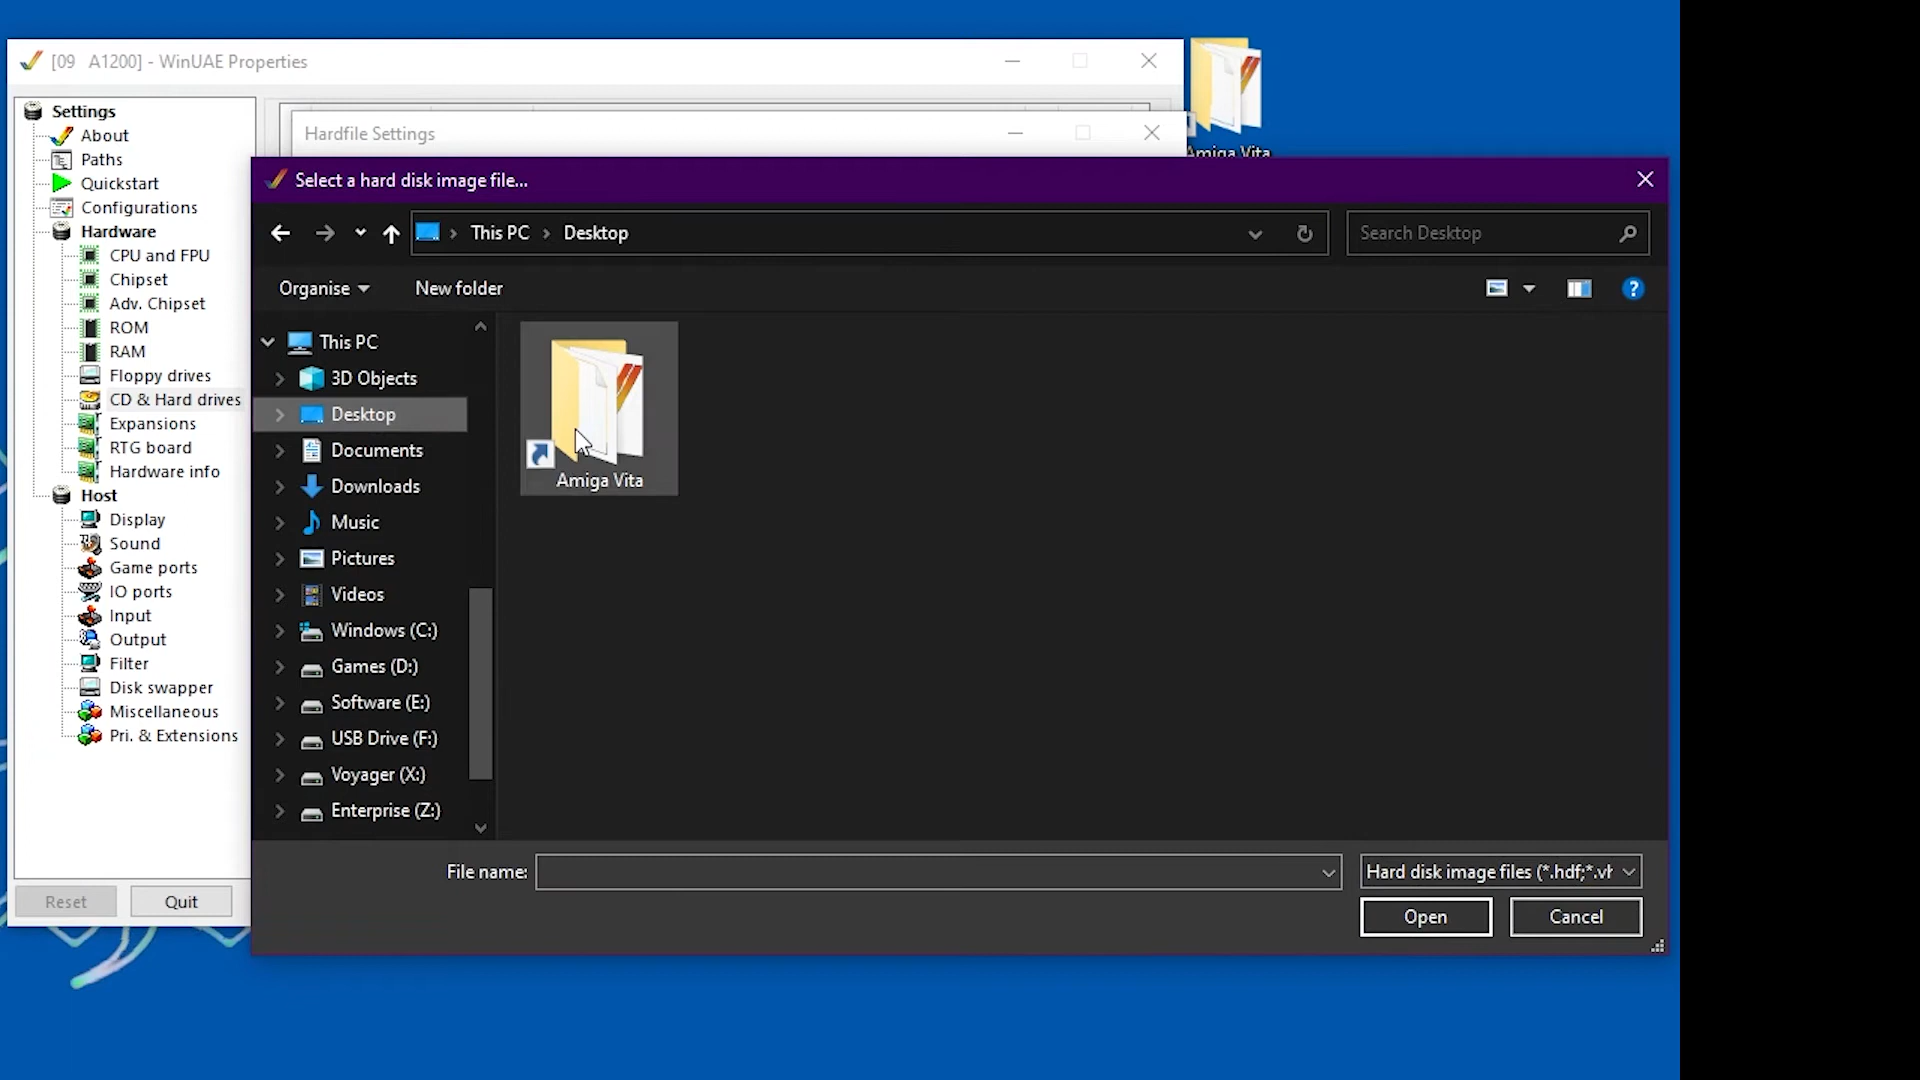 [09 A1200] - WinUAE Properties
Amiga Vita
Settings
About
Paths
Quickstart
Configurations
Hardware
CPU and FPU
Chipset
Adv. Chipset
ROM
RAM
Floppy drives
CD & Hard drives
Expansions
RTG board
Hardware info
Host
Display
Sound
Game ports
IO ports
Input
Output
Filter
Disk swapper
Miscellaneous
Pri. & Extensions
Reset
Quit
Hardfile Settings
Select a hard disk image file...
This PC
Desktop
Search Desktop
Organise
New folder
This PC
3D Objects
Desktop
Documents
Downloads
Music
Pictures
Videos
Windows (C:)
Games (D:)
Software (E:)
USB Drive (F:)
Voyager (X:)
Enterprise (Z:)
Amiga Vita
File name:
Hard disk image files (*.hdf;*.vh
Open
Cancel